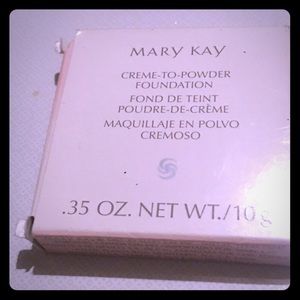 MARY KAY
CREME-TO-POWDER
FOUNDATION
FOND DE TEINT
POUDRE-DE-CRÈME
MAQUILLAJE EN POLVO
CREMOSO
.35 OZ. NET WT./10 g